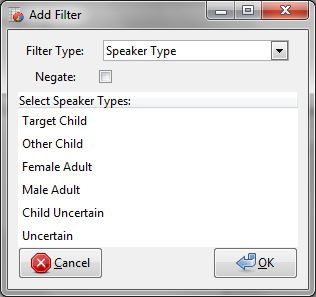 Add Filter
Filter Type: Speaker Type
Negate:
Select Speaker Types:
Target Child
Other Child
Female Adult
Male Adult
Child Uncertain
Uncertain
Cancel OK